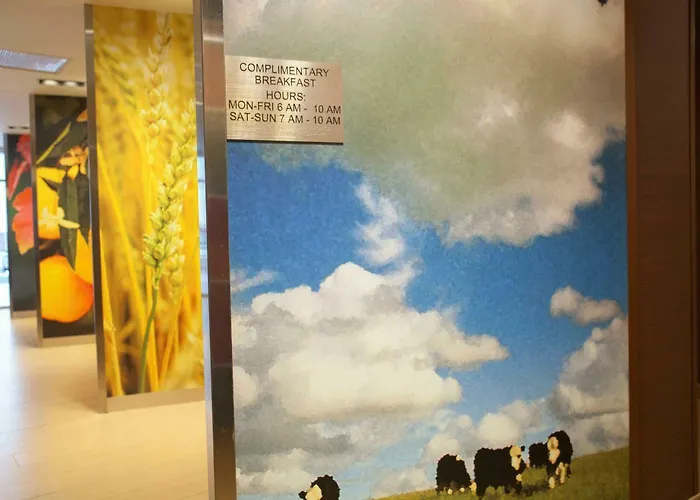 COMPLIMENTARY
BREAKFAST
HOURS:
MON-FRI 6 AM - 10 AM
SAT-SUN 7 AM - 10 AM